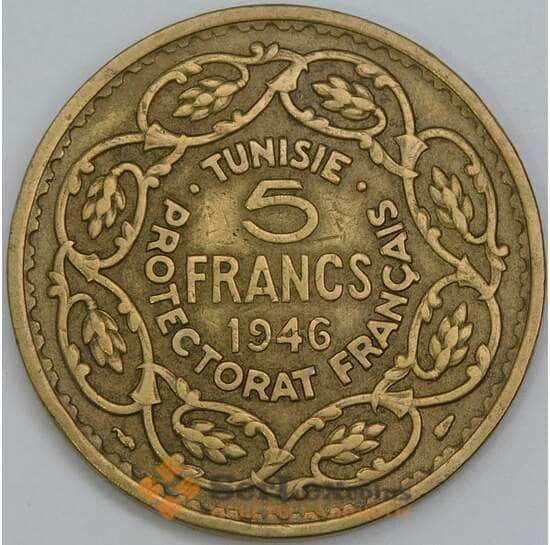 · TUNISIE ·
5
FRANCS
1946
PROTECTORAT FRANÇAIS